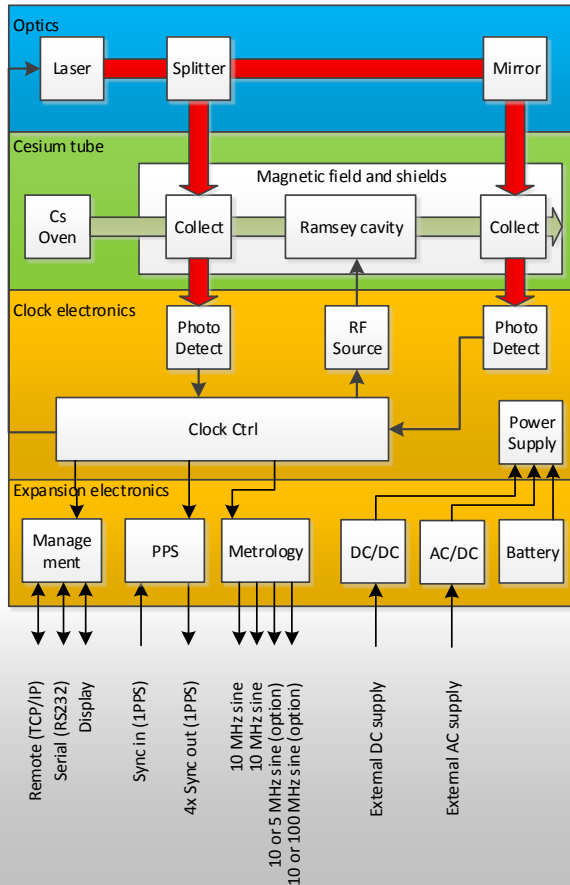 Optics
Laser
Splitter
Mirror
Cesium tube
Magnetic field and shields
Cs
Oven
Collect
Ramsey cavity
Collect
Clock electronics
Photo
Detect
RF
Source
Photo
Detect
Clock Ctrl
Power
Supply
Expansion electronics
Manage
ment
PPS
Metrology
DC/DC
AC/DC
Battery
Remote (TCP/IP)
Serial (RS232)
Display
Sync in (1PPS)
4x Sync out (1PPS)
10 MHz sine
10 MHz sine
10 or 5 MHz sine (option)
10 or 100 MHz sine (option)
External DC supply
External AC supply